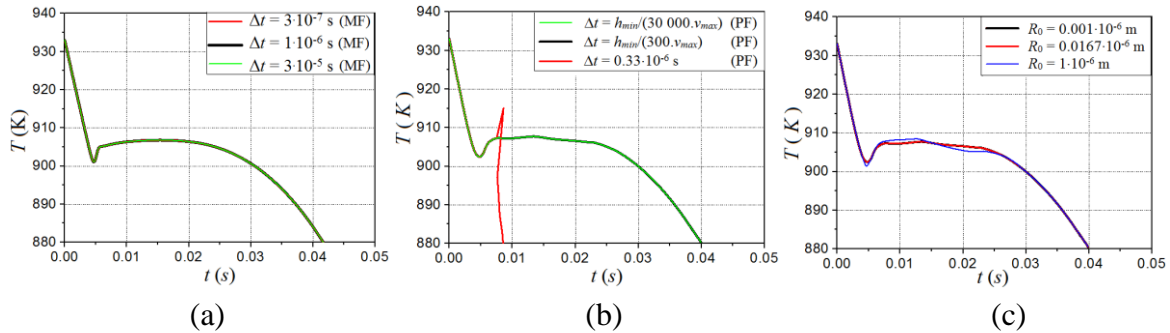 Δt = 3·10⁻⁷ s (MF)
Δt = 1·10⁻⁶ s (MF)
Δt = 3·10⁻⁵ s (MF)
T (K)
940
930
920
910
900
890
880
0.00 0.01 0.02 0.03 0.04 0.05
t (s)
(a)
Δt = hmin/(30 000.vmax) (PF)
Δt = hmin/(300.vmax) (PF)
Δt = 0.33·10⁻⁶ s (PF)
T ( K )
940
930
920
910
900
890
880
0.00 0.01 0.02 0.03 0.04 0.05
t (s)
(b)
R0 = 0.001·10⁻⁶ m
R0 = 0.0167·10⁻⁶ m
R0 = 1·10⁻⁶ m
T ( K )
940
930
920
910
900
890
880
0.00 0.01 0.02 0.03 0.04 0.05
t (s)
(c)